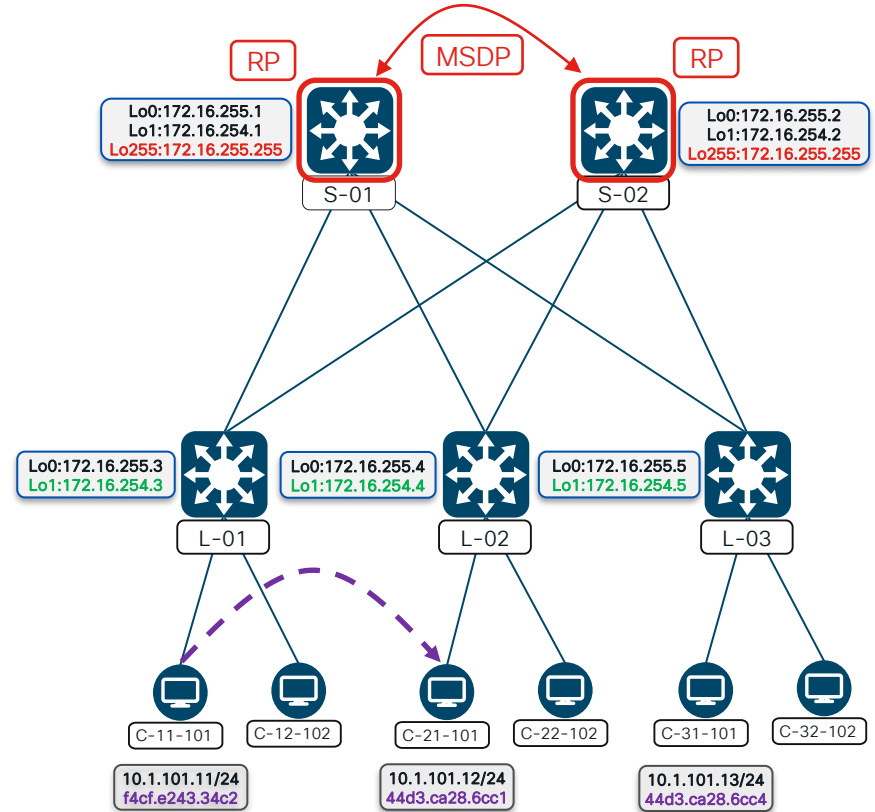 RP
MSDP
RP
Lo0:172.16.255.1
Lo1:172.16.254.1
Lo255:172.16.255.255
Lo0:172.16.255.2
Lo1:172.16.254.2
Lo255:172.16.255.255
S-01
S-02
Lo0:172.16.255.3
Lo1:172.16.254.3
Lo0:172.16.255.4
Lo1:172.16.254.4
Lo0:172.16.255.5
Lo1:172.16.254.5
L-01
L-02
L-03
C-11-101
C-12-102
C-21-101
C-22-102
C-31-101
C-32-102
10.1.101.11/24
f4cf.e243.34c2
10.1.101.12/24
44d3.ca28.6cc1
10.1.101.13/24
44d3.ca28.6cc4